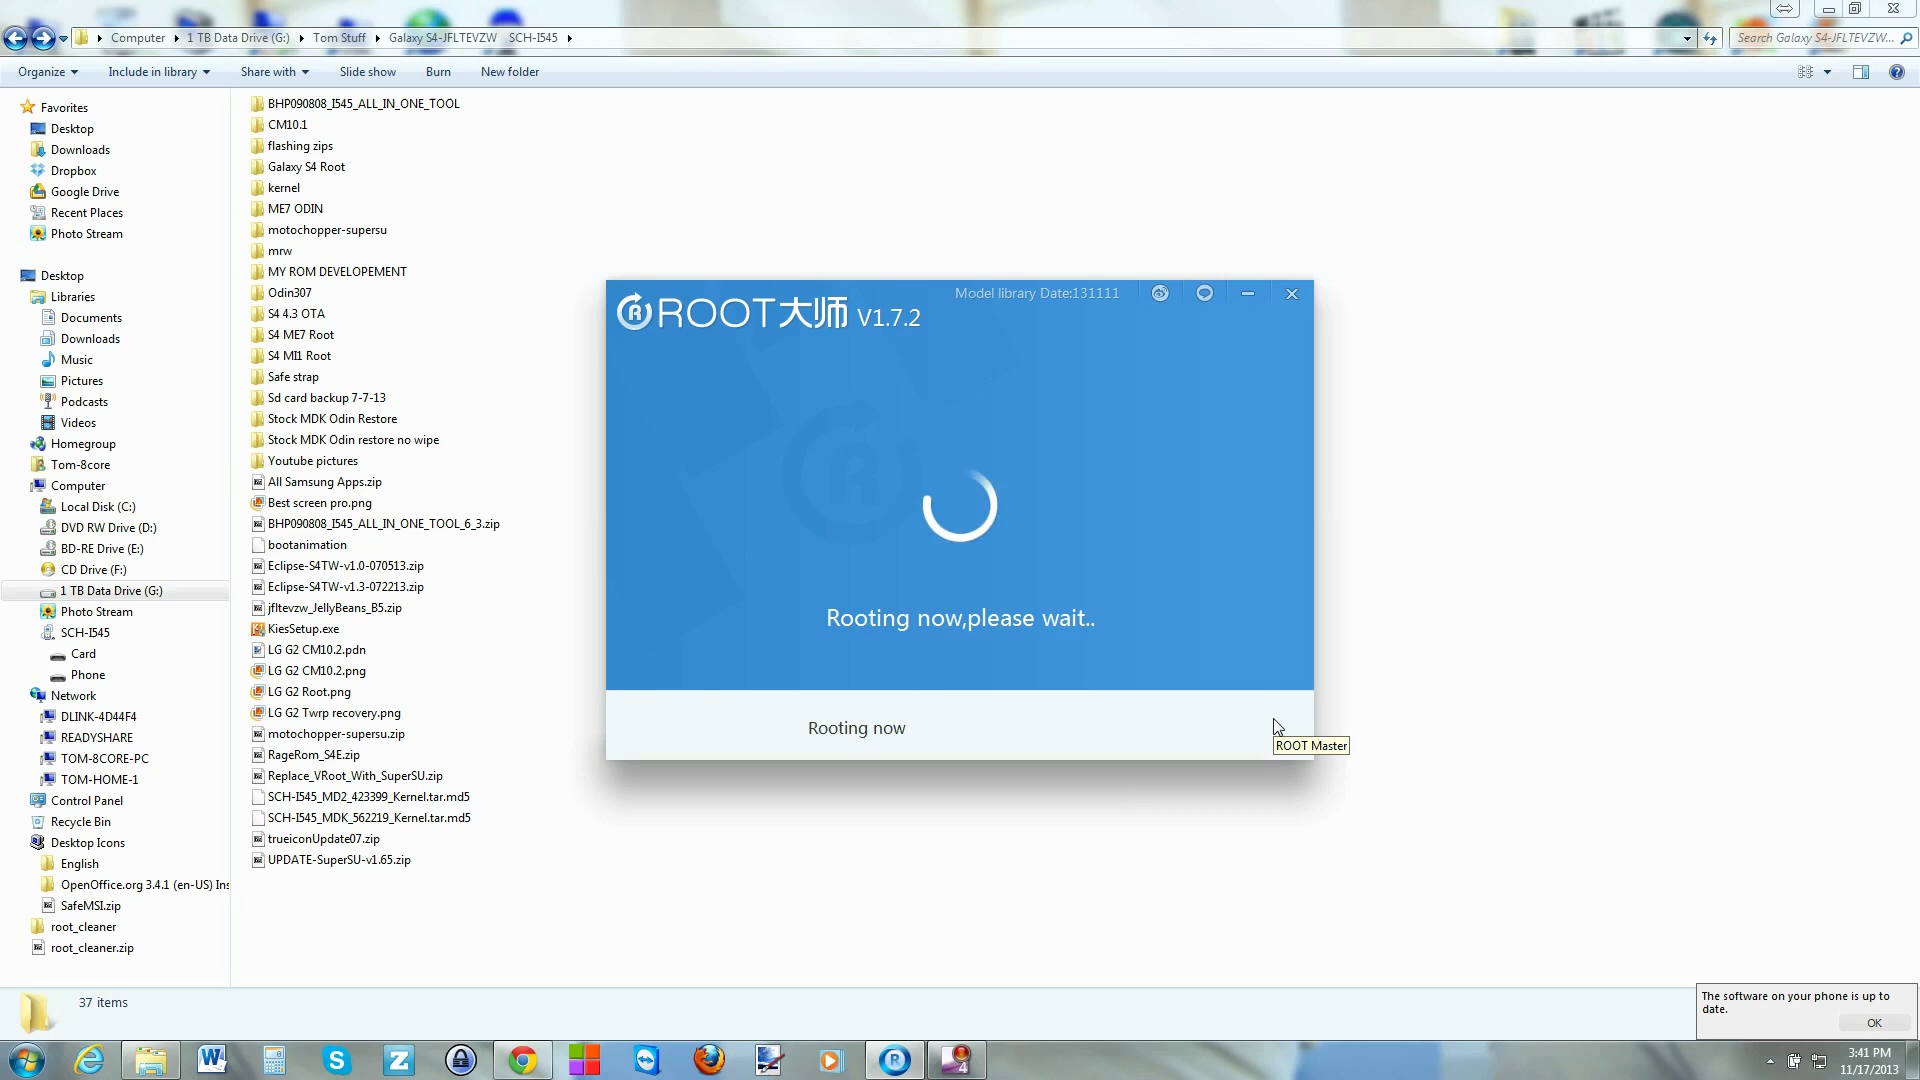 Computer
1 TB Data Drive (G:)
Tom Stuff
Galaxy S4-JFLTEVZW SCH-I545
Search Galaxy S4-JFLTEVZW...
Organize
Include in library
Share with
Slide show
Burn
New folder
Favorites
Desktop
Downloads
Dropbox
Google Drive
Recent Places
Photo Stream
Desktop
Libraries
Documents
Downloads
Music
Pictures
Podcasts
Videos
Homegroup
Tom-8core
Computer
Local Disk (C:)
DVD RW Drive (D:)
BD-RE Drive (E:)
CD Drive (F:)
1 TB Data Drive (G:)
Photo Stream
SCH-I545
Card
Phone
Network
DLINK-4D44F4
READYSHARE
TOM-8CORE-PC
TOM-HOME-1
Control Panel
Recycle Bin
Desktop Icons
English
OpenOffice.org 3.4.1 (en-US) Ins
SafeMSI.zip
root_cleaner
root_cleaner.zip
BHP090808_I545_ALL_IN_ONE_TOOL
CM10.1
flashing zips
Galaxy S4 Root
kernel
ME7 ODIN
motochopper-supersu
mrw
MY ROM DEVELOPEMENT
Odin307
S4 4.3 OTA
S4 ME7 Root
S4 MI1 Root
Safe strap
Sd card backup 7-7-13
Stock MDK Odin Restore
Stock MDK Odin restore no wipe
Youtube pictures
All Samsung Apps.zip
Best screen pro.png
BHP090808_I545_ALL_IN_ONE_TOOL_6_3.zip
bootanimation
Eclipse-S4TW-v1.0-070513.zip
Eclipse-S4TW-v1.3-072213.zip
jfltevzw_JellyBeans_B5.zip
KiesSetup.exe
LG G2 CM10.2.pdn
LG G2 CM10.2.png
LG G2 Root.png
LG G2 Twrp recovery.png
motochopper-supersu.zip
RageRom_S4E.zip
Replace_VRoot_With_SuperSU.zip
SCH-I545_MD2_423399_Kernel.tar.md5
SCH-I545_MDK_562219_Kernel.tar.md5
trueiconUpdate07.zip
UPDATE-SuperSU-v1.65.zip
Model library Date:131111
ROOT大师 V1.7.2
Rooting now,please wait..
Rooting now
ROOT Master
37 items
The software on your phone is up to
date.
OK
3:41 PM
11/17/2013